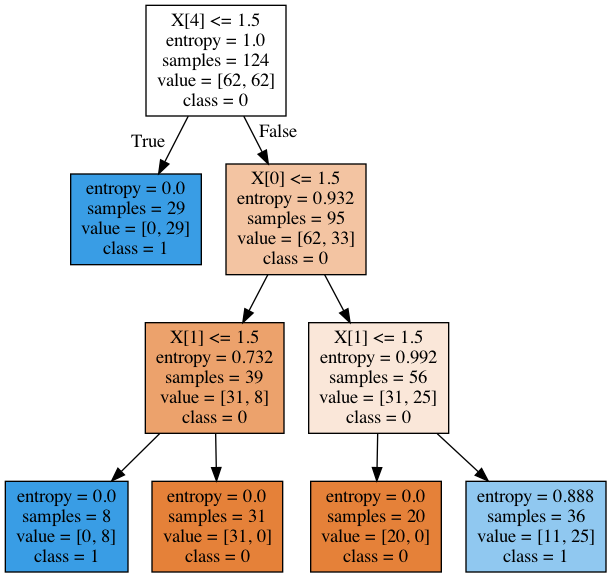 X[4] <= 1.5
entropy = 1.0
samples = 124
value = [62, 62]
class = 0
True
False
entropy = 0.0
samples = 29
value = [0, 29]
class = 1
X[0] <= 1.5
entropy = 0.932
samples = 95
value = [62, 33]
class = 0
X[1] <= 1.5
entropy = 0.732
samples = 39
value = [31, 8]
class = 0
X[1] <= 1.5
entropy = 0.992
samples = 56
value = [31, 25]
class = 0
entropy = 0.0
samples = 8
value = [0, 8]
class = 1
entropy = 0.0
samples = 31
value = [31, 0]
class = 0
entropy = 0.0
samples = 20
value = [20, 0]
class = 0
entropy = 0.888
samples = 36
value = [11, 25]
class = 1